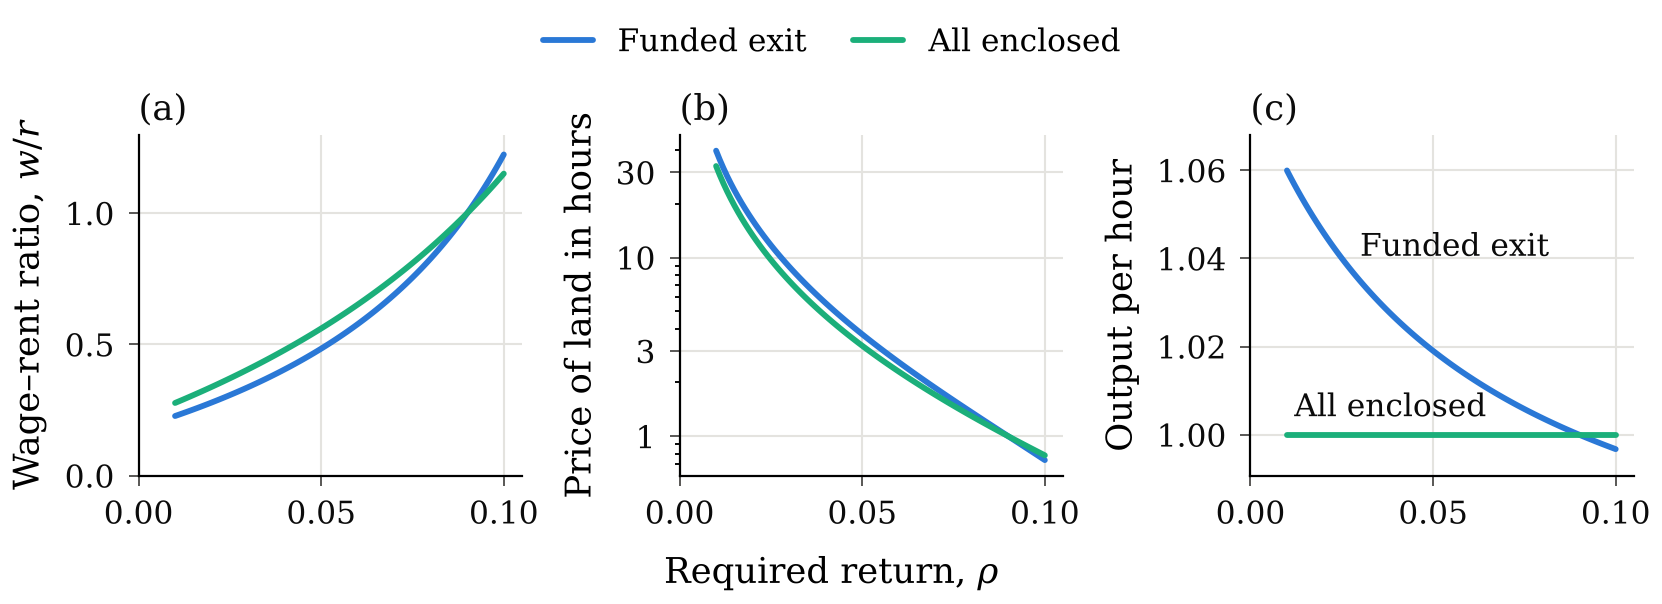 Funded exit
All enclosed
(a)
Wage–rent ratio, w/r
1.0
0.5
0.0
0.00
0.05
0.10
(b)
Price of land in hours
30
10
3
1
0.00
0.05
0.10
(c)
Output per hour
1.06
1.04
1.02
1.00
Funded exit
All enclosed
0.00
0.05
0.10
Required return, ρ